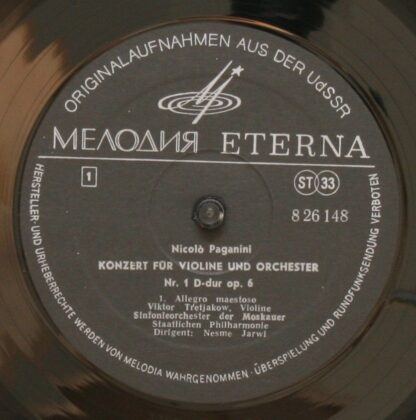 ORIGINALAUFNAHMEN AUS DER UdSSR
МЕЛОДИЯ ETERNA
1
ST 33
8 26 148
Nicolò Paganini
KONZERT FÜR VIOLINE UND ORCHESTER
Nr. 1 D-dur op. 6
1. Allegro maestoso
Viktor Tretjakow, Violine
Sinfonieorchester der Moskauer
Staatlichen Philharmonie
Dirigent: Nesme Jarwi
HERSTELLER- UND URHEBERRECHTE WERDEN VON MELODIA WAHRGENOMMEN · ÜBERSPIELUNG UND RUNDFUNKSENDUNG VERBOTEN